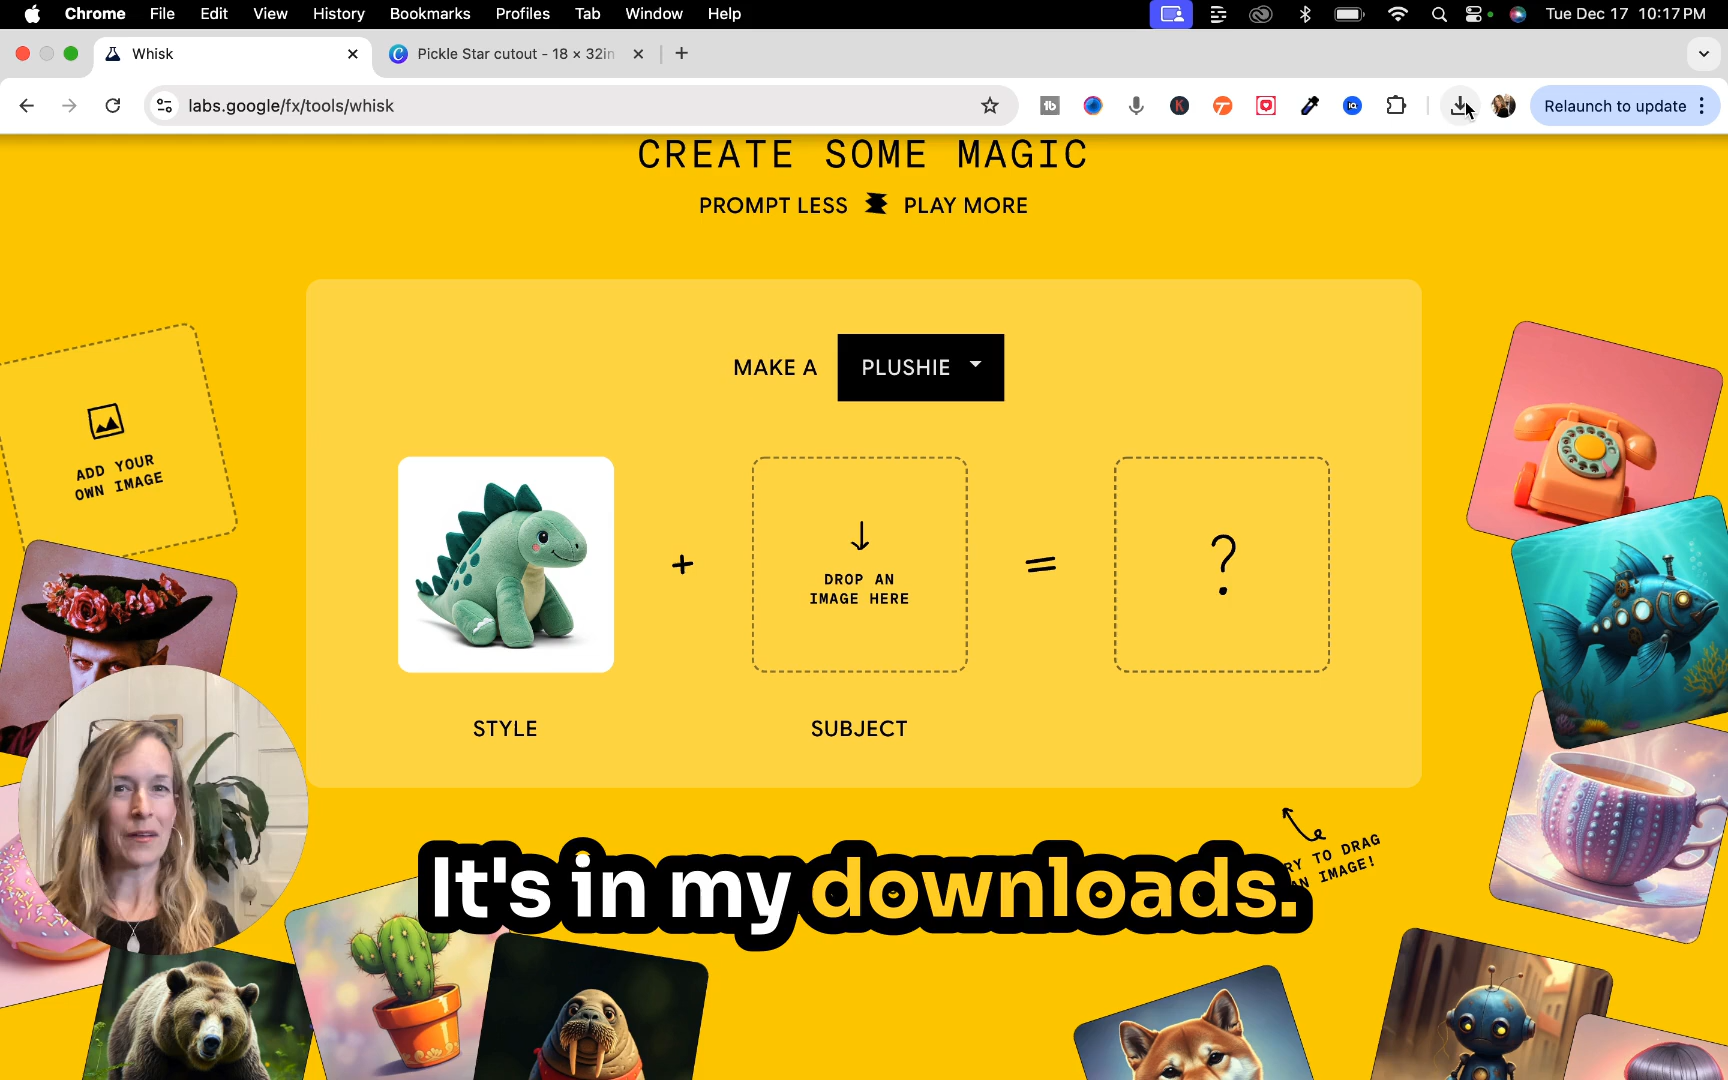 Chrome File Edit View History Bookmarks Profiles Tab Window Help Tue Dec 17 10:17 PM
Whisk Pickle Star cutout - 18 × 32in
labs.google/fx/tools/whisk Relaunch to update
CREATE SOME MAGIC
PROMPT LESS PLAY MORE
MAKE A PLUSHIE
ADD YOUR
OWN IMAGE
DROP AN
IMAGE HERE
+ = ?
STYLE SUBJECT
TO DRAG
AN IMAGE!
It's in my downloads.